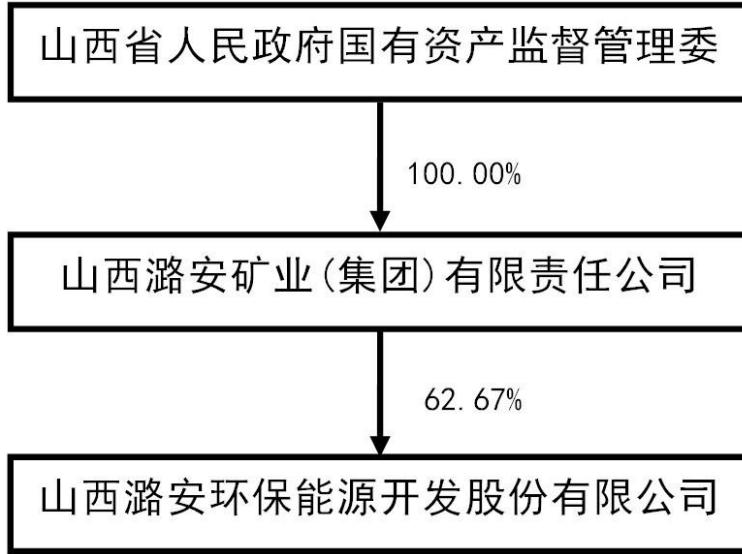 山西省人民政府国有资产监督管理委
100.00%
山西潞安矿业(集团)有限责任公司
62.67%
山西潞安环保能源开发股份有限公司